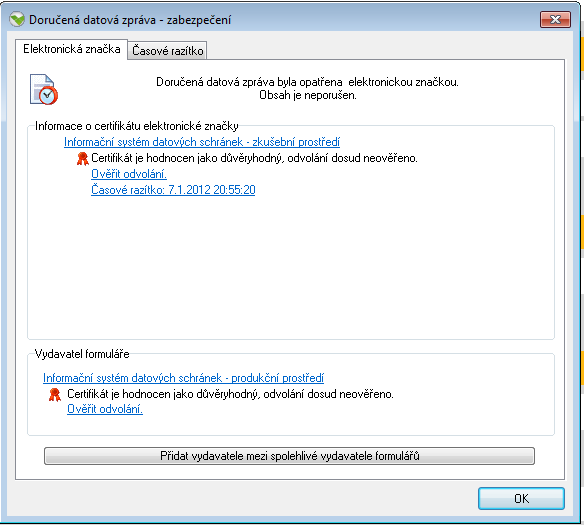 Doručená datová zpráva - zabezpečení
Elektronická značka
Časové razítko
Doručená datová zpráva byla opatřena elektronickou značkou.
Obsah je neporušen.
Informace o certifikátu elektronické značky
Informační systém datových schránek - zkušební prostředí
Certifikát je hodnocen jako důvěryhodný, odvolání dosud neověřeno.
Ověřit odvolání.
Časové razítko: 7.1.2012 20:55:20
Vydavatel formuláře
Informační systém datových schránek - produkční prostředí
Certifikát je hodnocen jako důvěryhodný, odvolání dosud neověřeno.
Ověřit odvolání.
Přidat vydavatele mezi spolehlivé vydavatele formulářů
OK